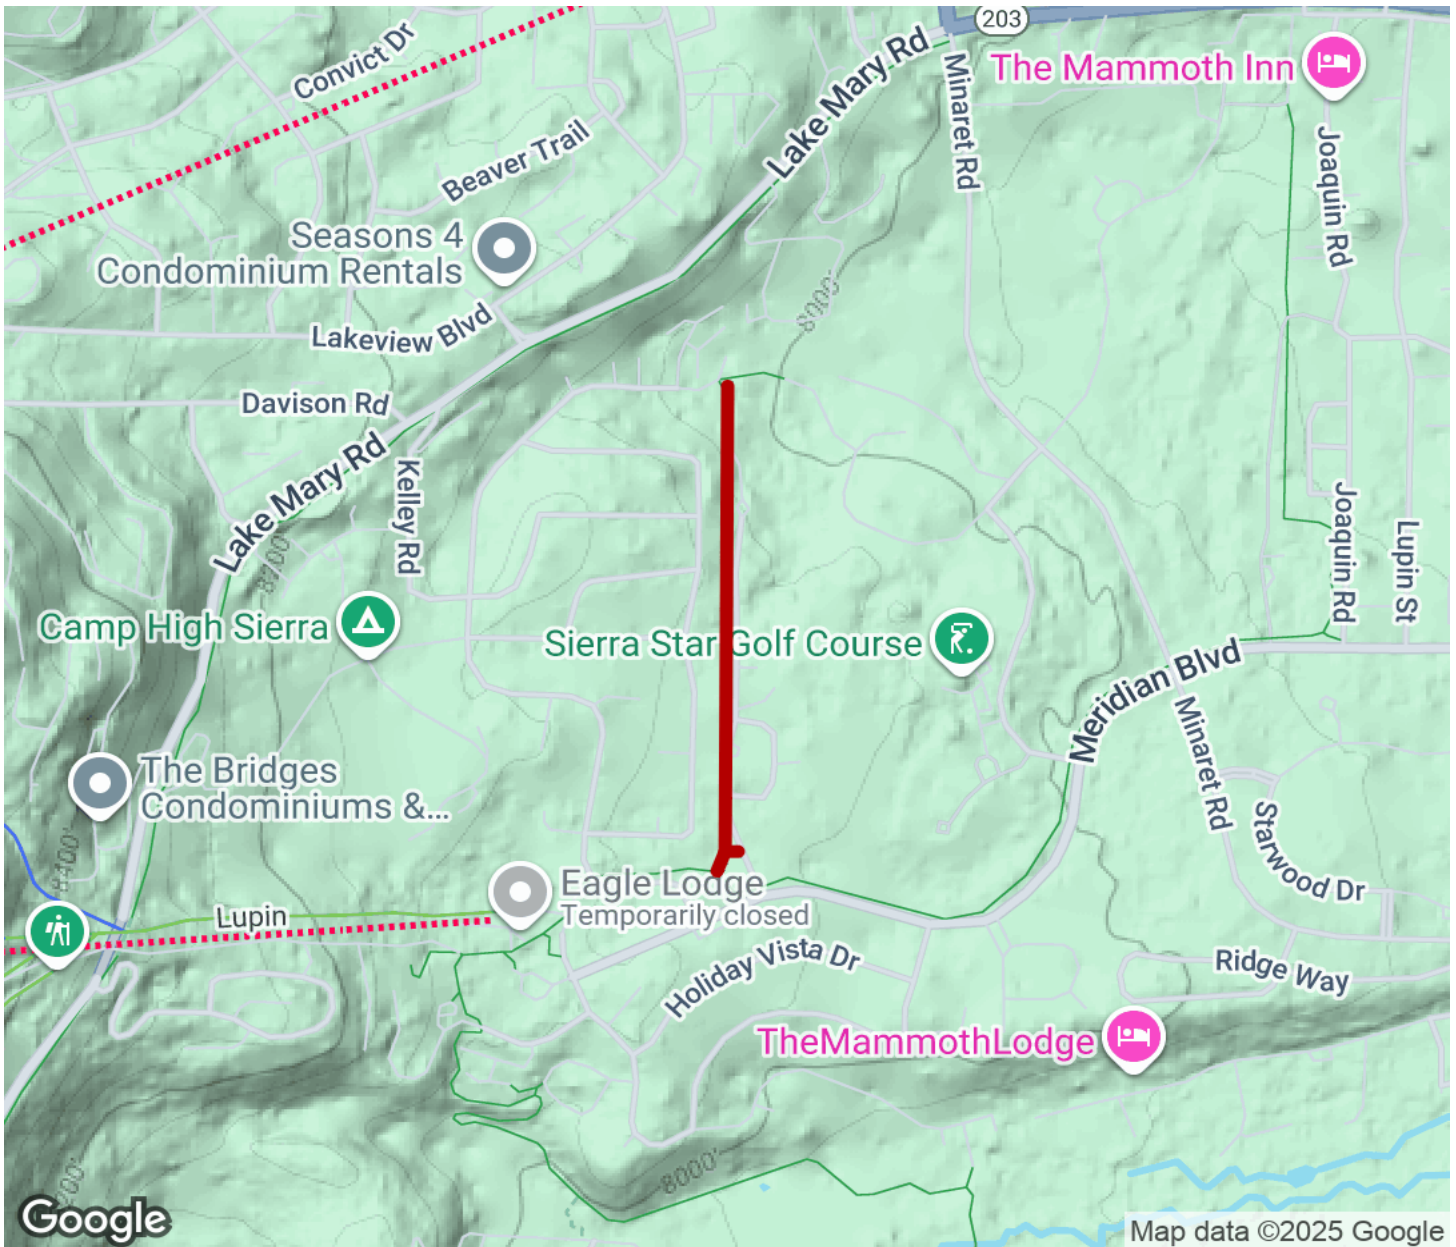 203
Convict Dr
Lake Mary Rd
Minaret Rd
The Mammoth Inn
Joaquin Rd
Beaver Trail
Seasons 4
Condominium Rentals
8000'
Lakeview Blvd
Davison Rd
Lake Mary Rd
Kelley Rd
8200'
Joaquin Rd
Lupin St
Camp High Sierra
Sierra Star Golf Course
Meridian Blvd
Minaret Rd
The Bridges
Condominiums &...
Starwood Dr
8400'
Eagle Lodge
Temporarily closed
Lupin
Holiday Vista Dr
Ridge Way
TheMammothLodge
8000'
200'
Google
Map data ©2025 Google